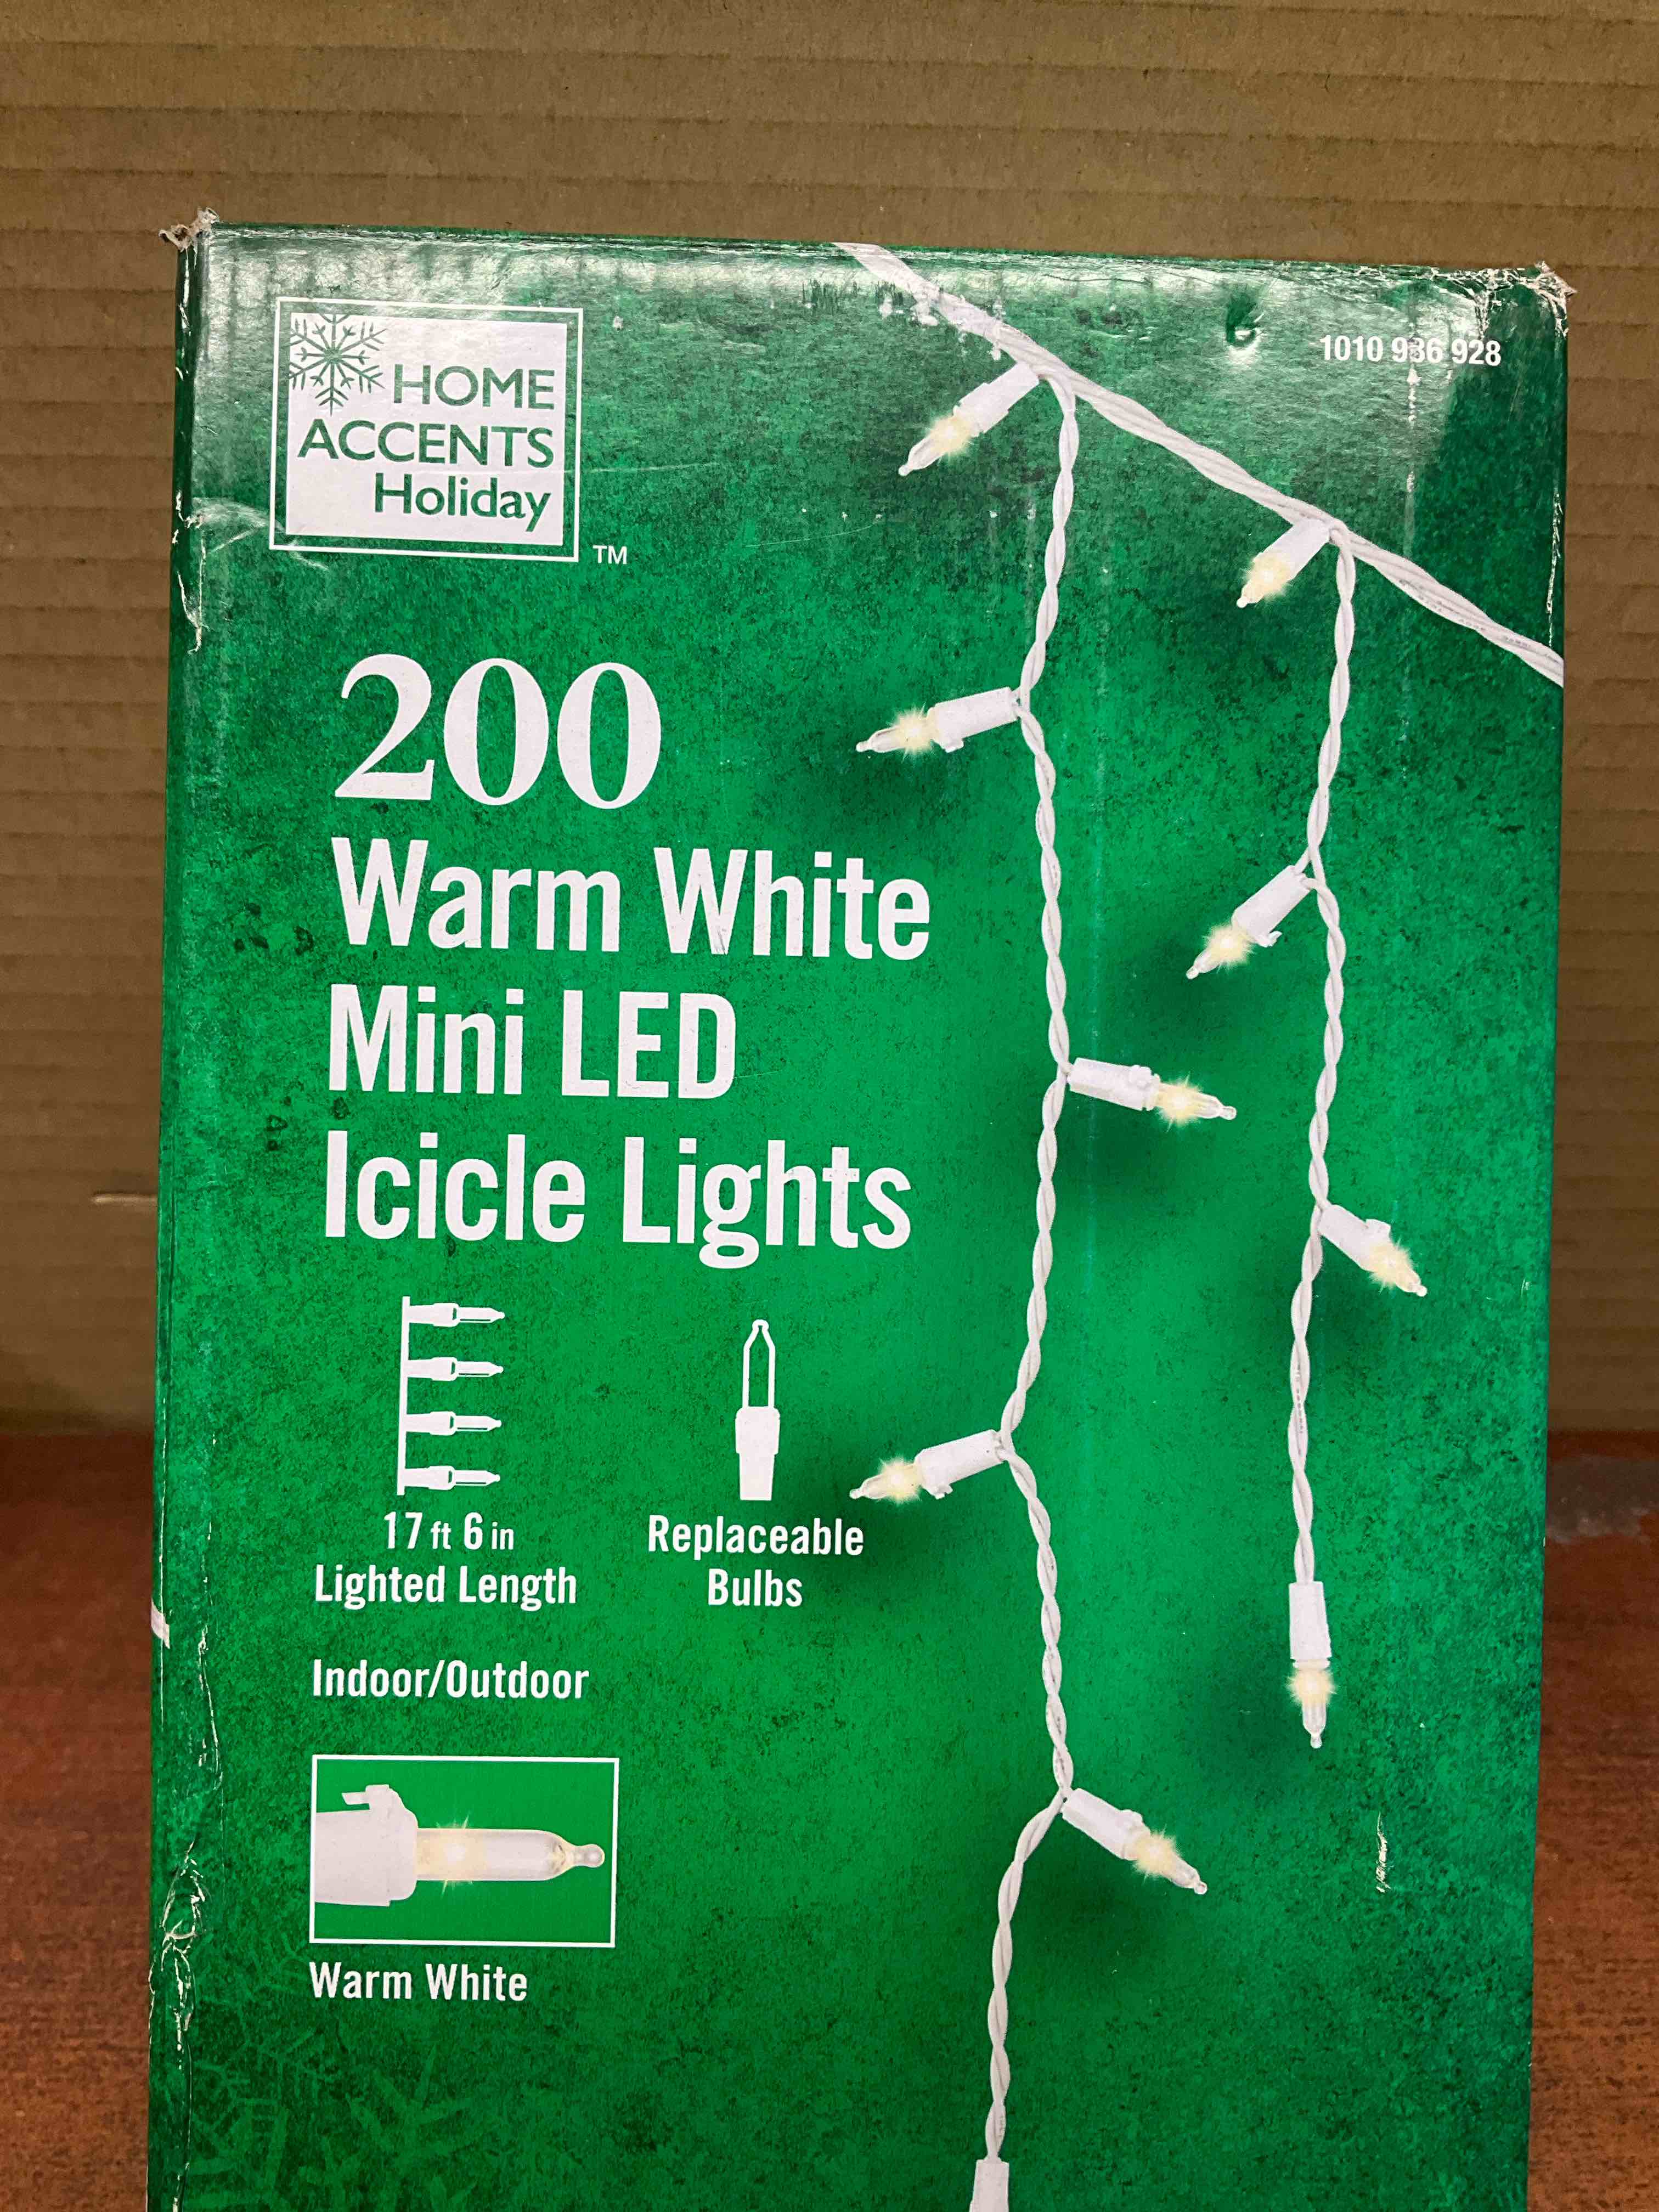 HOME
ACCENTS
Holiday
TM
1010 936 928
200
Warm White
Mini LED
Icicle Lights
17 ft 6 in
Lighted Length
Replaceable
Bulbs
Indoor/Outdoor
Warm White